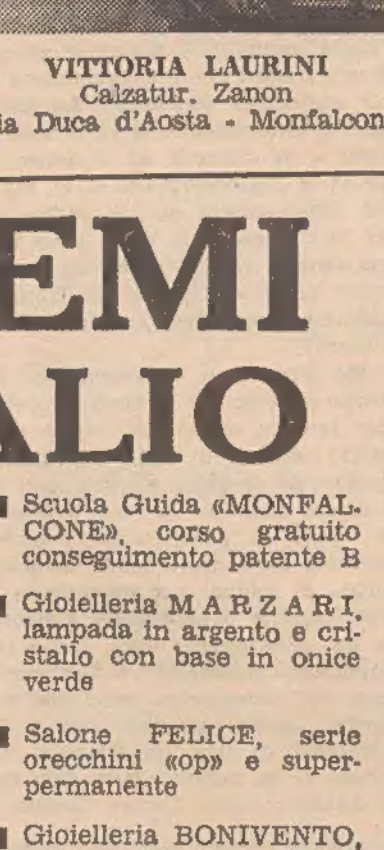 VITTORIA LAURINI
Calzatur. Zanon
ia Duca d'Aosta - Monfalcon
EMI
ALIO
Scuola Guida «MONFAL-
CONE», corso gratuito
conseguimento patente B
Gioielleria MARZARI,
lampada in argento e cri-
stallo con base in onice
verde
Salone FELICE, serie
orecchini «op» e super-
permanente
Gioielleria BONIVENTO,